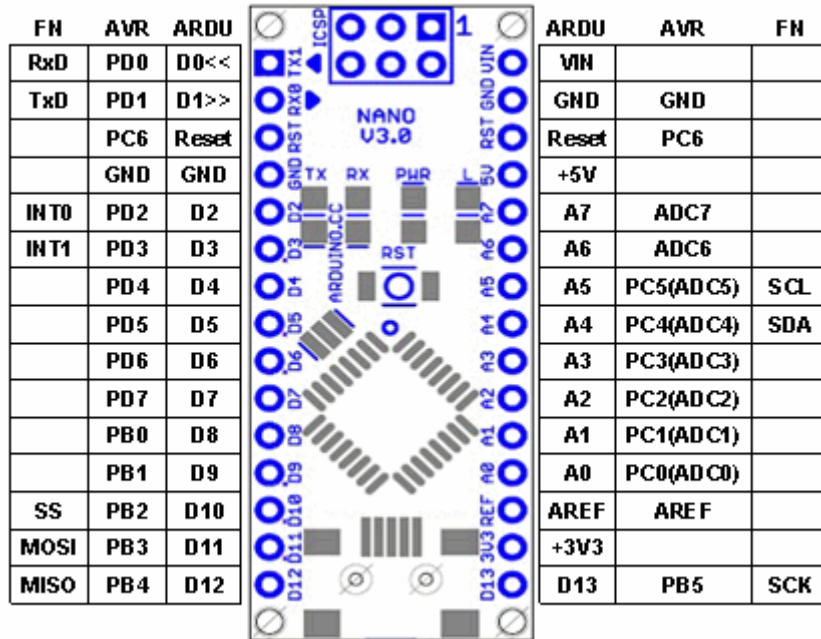 FN AVR ARDU
RxD PD0 D0<<
TxD PD1 D1>>
PC6 Reset
GND GND
INT0 PD2 D2
INT1 PD3 D3
PD4 D4
PD5 D5
PD6 D6
PD7 D7
PB0 D8
PB1 D9
SS PB2 D10
MOSI PB3 D11
MISO PB4 D12
ICSP 1
TX1 VIN
RX0 GND
NANO
V3.0
RST RST
GND TX RX PWR L 5V
D2 A7
D3 A6
ARDUINO.CC
RST
D4 A5
D5 A4
D6 A3
D7 A2
D8 A1
D9 A0
D10 REF
D11 3V3
D12 D13
ARDU AVR FN
VIN
GND GND
Reset PC6
+5V
A7 ADC7
A6 ADC6
A5 PC5(ADC5) SCL
A4 PC4(ADC4) SDA
A3 PC3(ADC3)
A2 PC2(ADC2)
A1 PC1(ADC1)
A0 PC0(ADC0)
AREF AREF
+3V3
D13 PB5 SCK